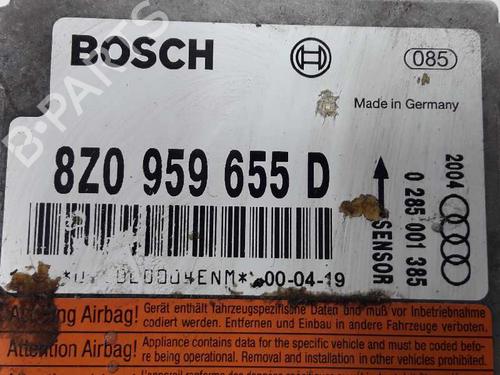 BOSCH
085
Made in Germany
8Z0 959 655 D
SENSOR
0 285 001 385
2004
00-04-19
Airbag! Gerät enthält fahrzeugspezifische Daten und muß vor Inbetriebnahme
codiert werden. Entfernen und Einbau in andere Fahrzeuge verboten.
Attention Airbag! Appliance contains data for the specific vehicle and must be coded befo-
re being operational. Removal and installation in other vehicles prohibited.
B-PARTS